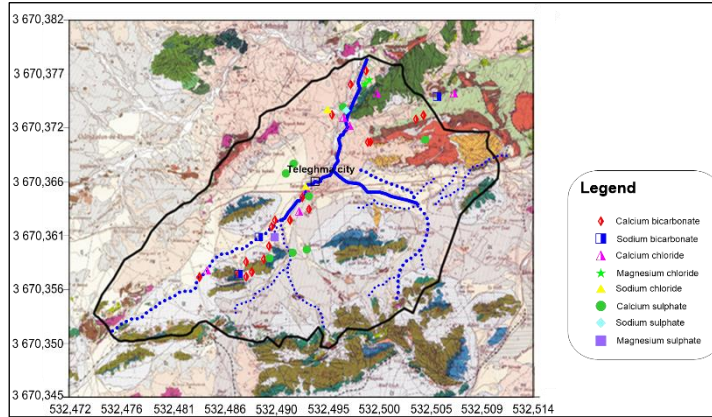 3 670,382
3 670,377
3 670,372
3 670,366
3 670,361
3 670,356
3 670,350
3 670,345
Teleghma city
532,472 532,476 532,481 532,486 532,490 532,495 532,500 532,505 532,509 532,514
Legend
Calcium bicarbonate
Sodium bicarbonate
Calcium chloride
Magnesium chloride
Sodium chloride
Calcium sulphate
Sodium sulphate
Magnesium sulphate